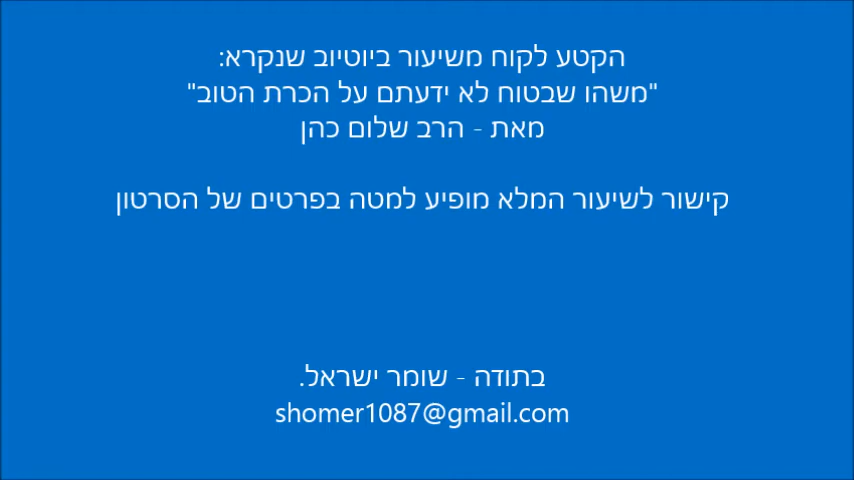 הקטע לקוח משיעור ביוטיוב שנקרא:
"משהו שבטוח לא ידעתם על הכרת הטוב"
מאת - הרב שלום כהן
קישור לשיעור המלא מופיע למטה בפרטים של הסרטון
בתודה - שומר ישראל.
shomer1087@gmail.com